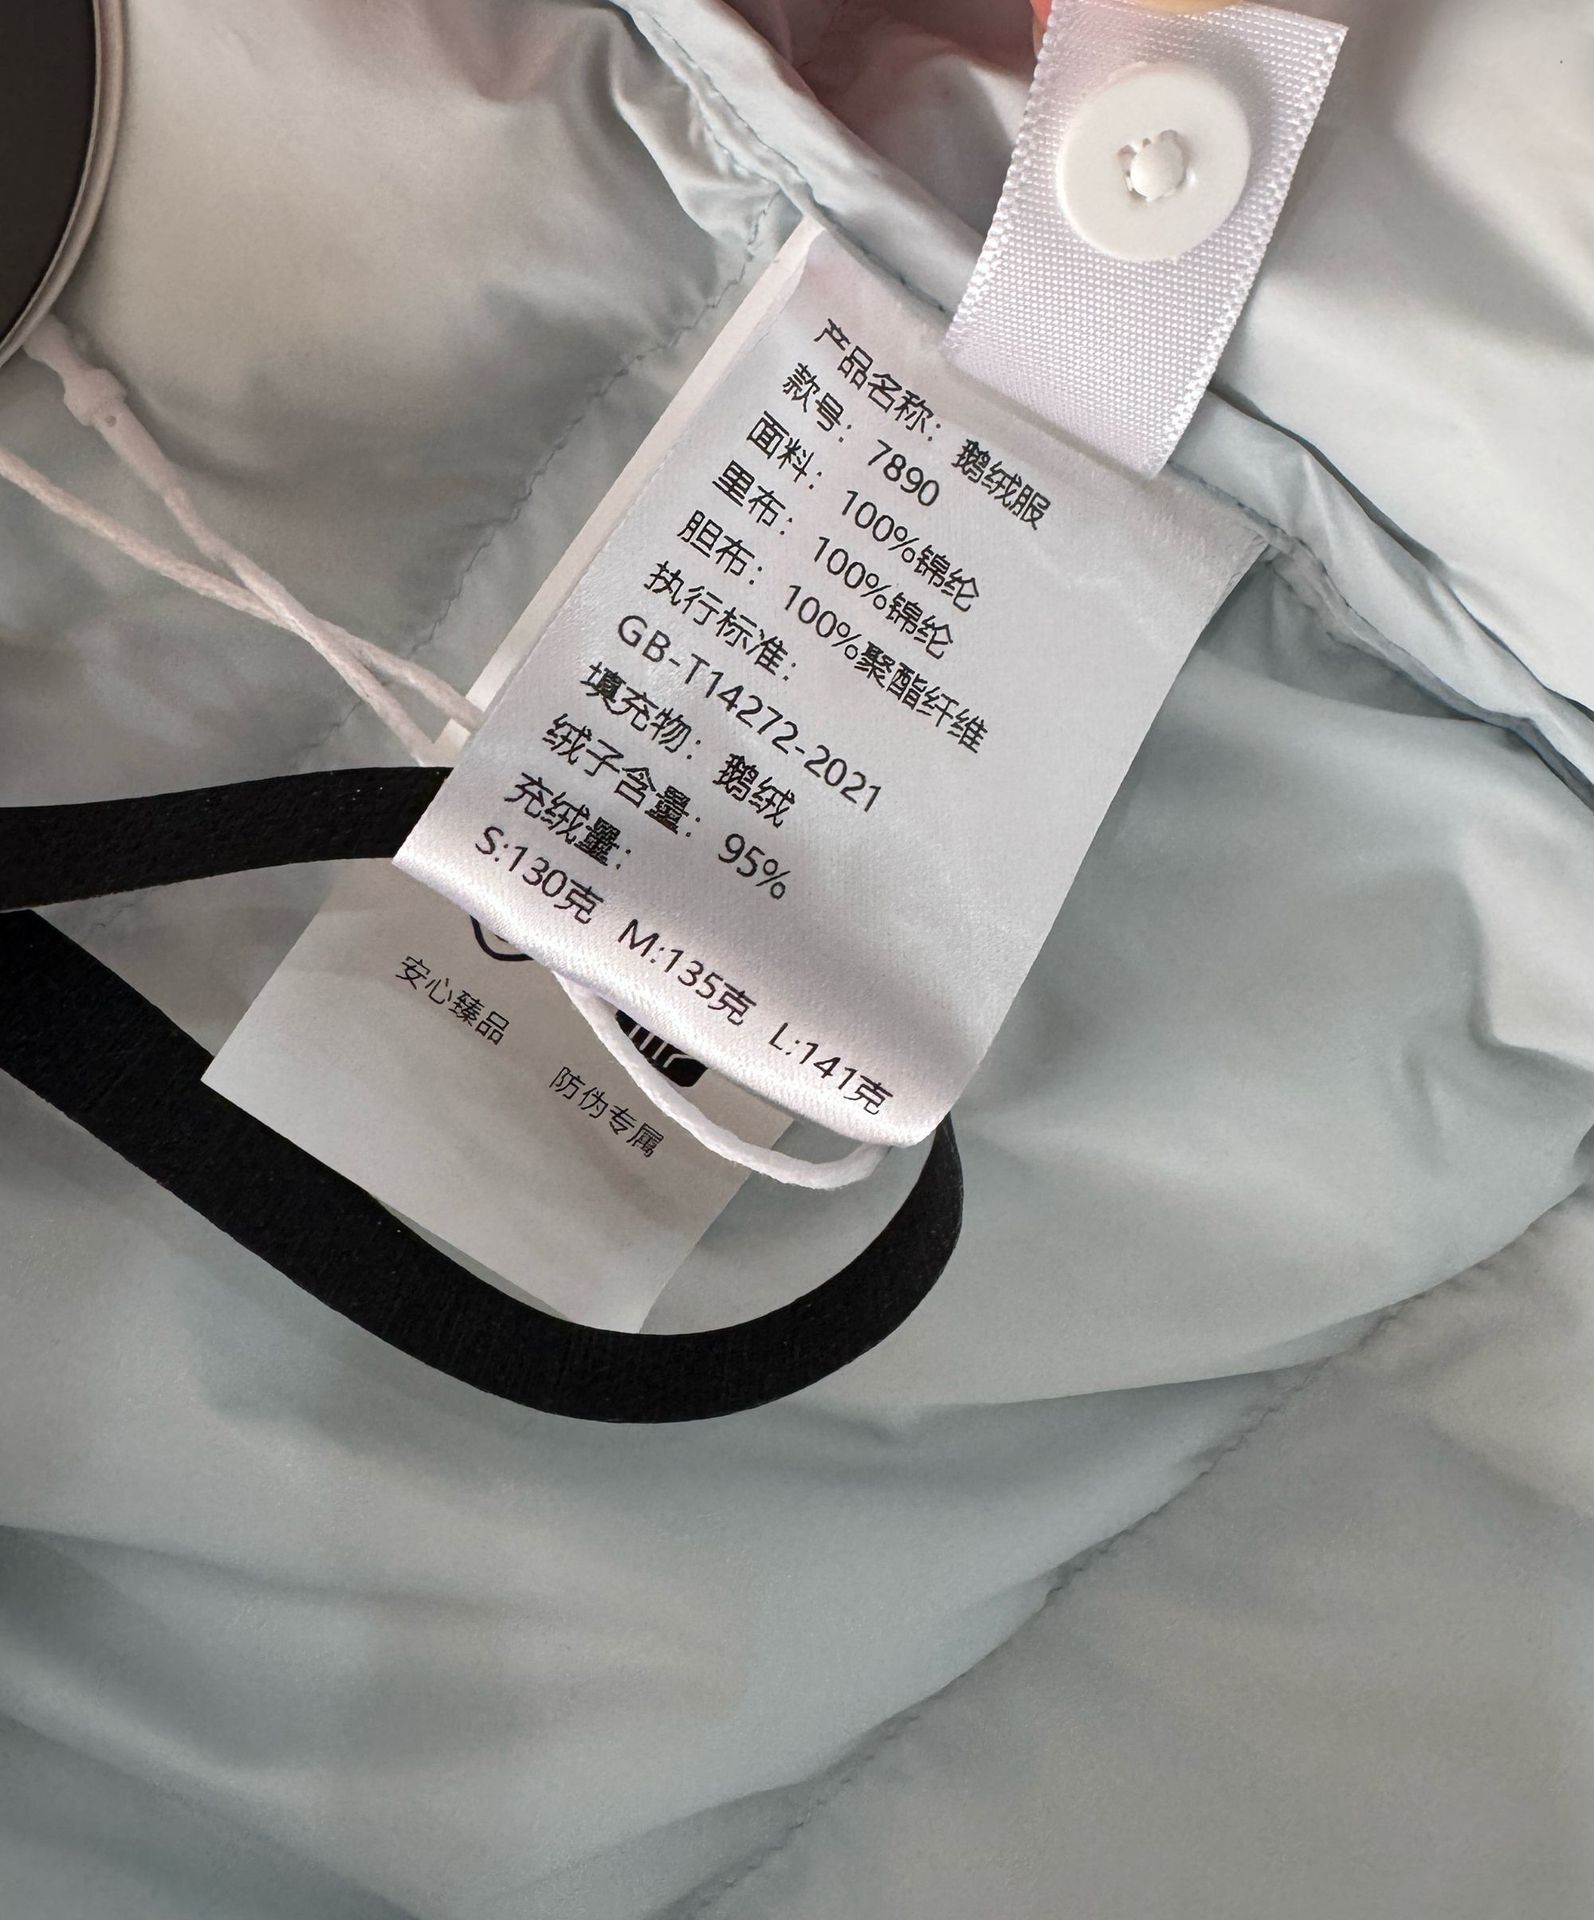 产品名称：鹅绒服
款号：7890
面料：100%锦纶
里布：100%锦纶
胆布：100%聚酯纤维
执行标准：
GB-T14272-2021
填充物：鹅绒
绒子含量：95%
充绒量：
S:130克 M:135克 L:141克
安心臻品
防伪专属